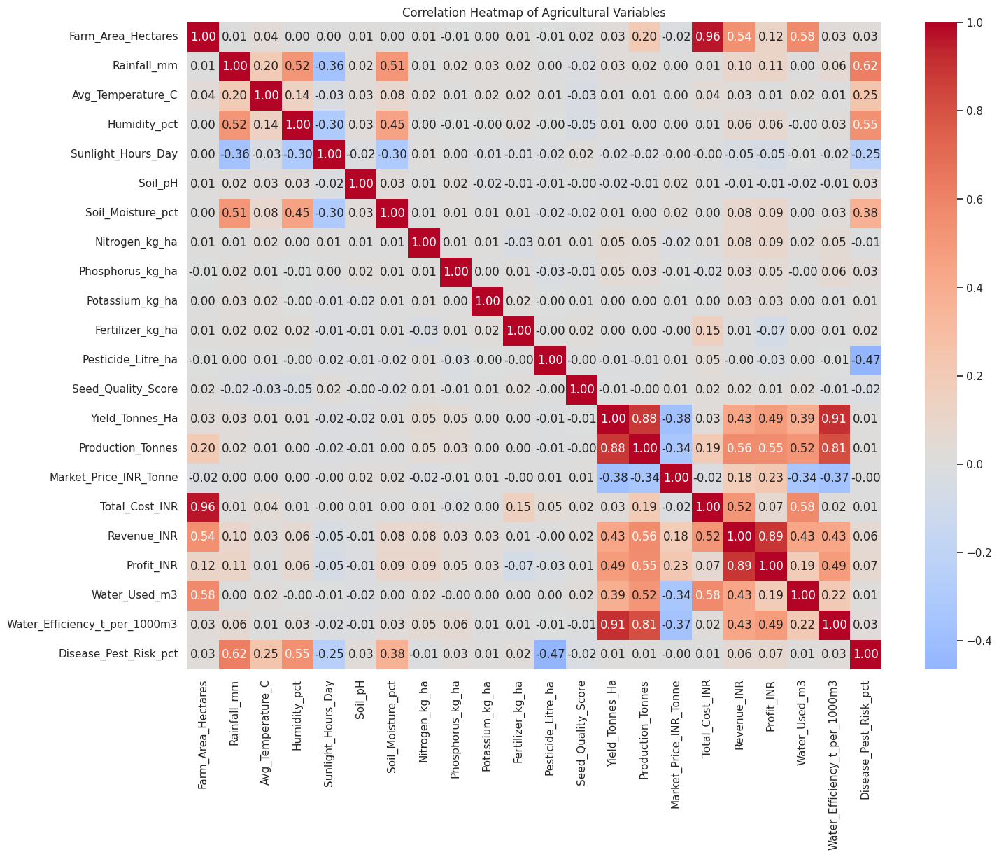 Correlation Heatmap of Agricultural Variables
Farm_Area_Hectares 1.00 0.01 0.04 0.00 0.00 0.01 0.00 0.01 -0.01 0.00 0.01 -0.01 0.02 0.03 0.20 -0.02 0.96 0.54 0.12 0.58 0.03 0.03
Rainfall_mm 0.01 1.00 0.20 0.52 -0.36 0.02 0.51 0.01 0.02 0.03 0.02 0.00 -0.02 0.03 0.02 0.00 0.01 0.10 0.11 0.00 0.06 0.62
Avg_Temperature_C 0.04 0.20 1.00 0.14 -0.03 0.03 0.08 0.02 0.01 0.02 0.02 0.01 -0.03 0.01 0.01 0.00 0.04 0.03 0.01 0.02 0.01 0.25
Humidity_pct 0.00 0.52 0.14 1.00 -0.30 0.03 0.45 0.00 -0.01 -0.00 0.02 -0.00 -0.05 0.01 0.00 0.00 0.01 0.06 0.06 -0.00 0.03 0.55
Sunlight_Hours_Day 0.00 -0.36 -0.03 -0.30 1.00 -0.02 -0.30 0.01 0.00 -0.01 -0.01 -0.02 0.02 -0.02 -0.02 -0.00 -0.00 -0.05 -0.05 -0.01 -0.02 -0.25
Soil_pH 0.01 0.02 0.03 0.03 -0.02 1.00 0.03 0.01 0.02 -0.02 -0.01 -0.01 -0.00 -0.02 -0.01 0.02 0.01 -0.01 -0.01 -0.02 -0.01 0.03
Soil_Moisture_pct 0.00 0.51 0.08 0.45 -0.30 0.03 1.00 0.01 0.01 0.01 0.01 -0.02 -0.02 0.01 0.00 0.02 0.00 0.08 0.09 0.00 0.03 0.38
Nitrogen_kg_ha 0.01 0.01 0.02 0.00 0.01 0.01 0.01 1.00 0.01 0.01 -0.03 0.01 0.01 0.05 0.05 -0.02 0.01 0.08 0.09 0.02 0.05 -0.01
Phosphorus_kg_ha -0.01 0.02 0.01 -0.01 0.00 0.02 0.01 0.01 1.00 0.00 0.01 -0.03 -0.01 0.05 0.03 -0.01 -0.02 0.03 0.05 -0.00 0.06 0.03
Potassium_kg_ha 0.00 0.03 0.02 -0.00 -0.01 -0.02 0.01 0.01 0.00 1.00 0.02 -0.00 0.01 0.00 0.00 0.01 0.00 0.03 0.03 0.00 0.01 0.01
Fertilizer_kg_ha 0.01 0.02 0.02 0.02 -0.01 -0.01 0.01 -0.03 0.01 0.02 1.00 -0.00 0.02 0.00 0.00 -0.00 0.15 0.01 -0.07 0.00 0.01 0.02
Pesticide_Litre_ha -0.01 0.00 0.01 -0.00 -0.02 -0.01 -0.02 0.01 -0.03 -0.00 -0.00 1.00 -0.00 -0.01 -0.01 0.01 0.05 -0.00 -0.03 0.00 -0.01 -0.47
Seed_Quality_Score 0.02 -0.02 -0.03 -0.05 0.02 -0.00 -0.02 0.01 -0.01 0.01 0.02 -0.00 1.00 -0.01 -0.00 0.01 0.02 0.02 0.01 0.02 -0.01 -0.02
Yield_Tonnes_Ha 0.03 0.03 0.01 0.01 -0.02 -0.02 0.01 0.05 0.05 0.00 0.00 -0.01 -0.01 1.00 0.88 -0.38 0.03 0.43 0.49 0.39 0.91 0.01
Production_Tonnes 0.20 0.02 0.01 0.00 -0.02 -0.01 0.00 0.05 0.03 0.00 0.00 -0.01 -0.00 0.88 1.00 -0.34 0.19 0.56 0.55 0.52 0.81 0.01
Market_Price_INR_Tonne -0.02 0.00 0.00 0.00 -0.00 0.02 0.02 -0.02 -0.01 0.01 -0.00 0.01 0.01 -0.38 -0.34 1.00 -0.02 0.18 0.23 -0.34 -0.37 -0.00
Total_Cost_INR 0.96 0.01 0.04 0.01 -0.00 0.01 0.00 0.01 -0.02 0.00 0.15 0.05 0.02 0.03 0.19 -0.02 1.00 0.52 0.07 0.58 0.02 0.01
Revenue_INR 0.54 0.10 0.03 0.06 -0.05 -0.01 0.08 0.08 0.03 0.03 0.01 -0.00 0.02 0.43 0.56 0.18 0.52 1.00 0.89 0.43 0.43 0.06
Profit_INR 0.12 0.11 0.01 0.06 -0.05 -0.01 0.09 0.09 0.05 0.03 -0.07 -0.03 0.01 0.49 0.55 0.23 0.07 0.89 1.00 0.19 0.49 0.07
Water_Used_m3 0.58 0.00 0.02 -0.00 -0.01 -0.02 0.00 0.02 -0.00 0.00 0.00 0.00 0.02 0.39 0.52 -0.34 0.58 0.43 0.19 1.00 0.22 0.01
Water_Efficiency_t_per_1000m3 0.03 0.06 0.01 0.03 -0.02 -0.01 0.03 0.05 0.06 0.01 0.01 -0.01 -0.01 0.91 0.81 -0.37 0.02 0.43 0.49 0.22 1.00 0.03
Disease_Pest_Risk_pct 0.03 0.62 0.25 0.55 -0.25 0.03 0.38 -0.01 0.03 0.01 0.02 -0.47 -0.02 0.01 0.01 -0.00 0.01 0.06 0.07 0.01 0.03 1.00
Farm_Area_Hectares
Rainfall_mm
Avg_Temperature_C
Humidity_pct
Sunlight_Hours_Day
Soil_pH
Soil_Moisture_pct
Nitrogen_kg_ha
Phosphorus_kg_ha
Potassium_kg_ha
Fertilizer_kg_ha
Pesticide_Litre_ha
Seed_Quality_Score
Yield_Tonnes_Ha
Production_Tonnes
Market_Price_INR_Tonne
Total_Cost_INR
Revenue_INR
Profit_INR
Water_Used_m3
Water_Efficiency_t_per_1000m3
Disease_Pest_Risk_pct
1.0
0.8
0.6
0.4
0.2
0.0
−0.2
−0.4